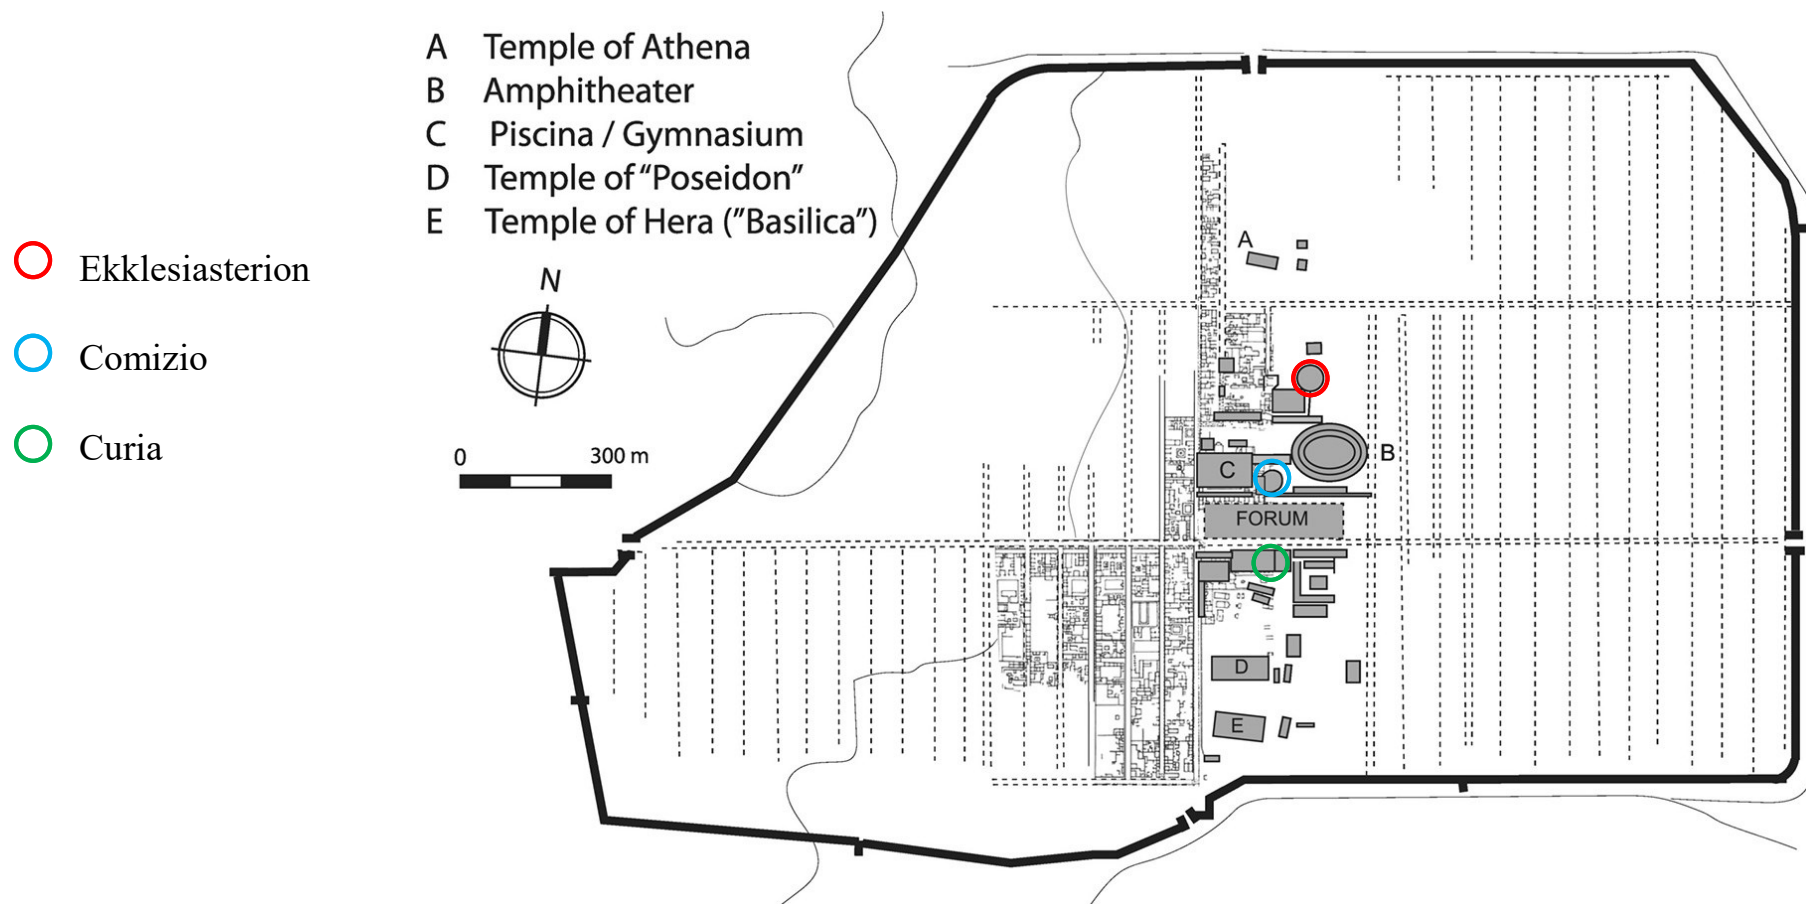 A Temple of Athena
B Amphitheater
C Piscina / Gymnasium
D Temple of “Poseidon”
E Temple of Hera (”Basilica”)
Ekklesiasterion
Comizio
Curia
N
0 300 m
A
B
C
FORUM
D
E